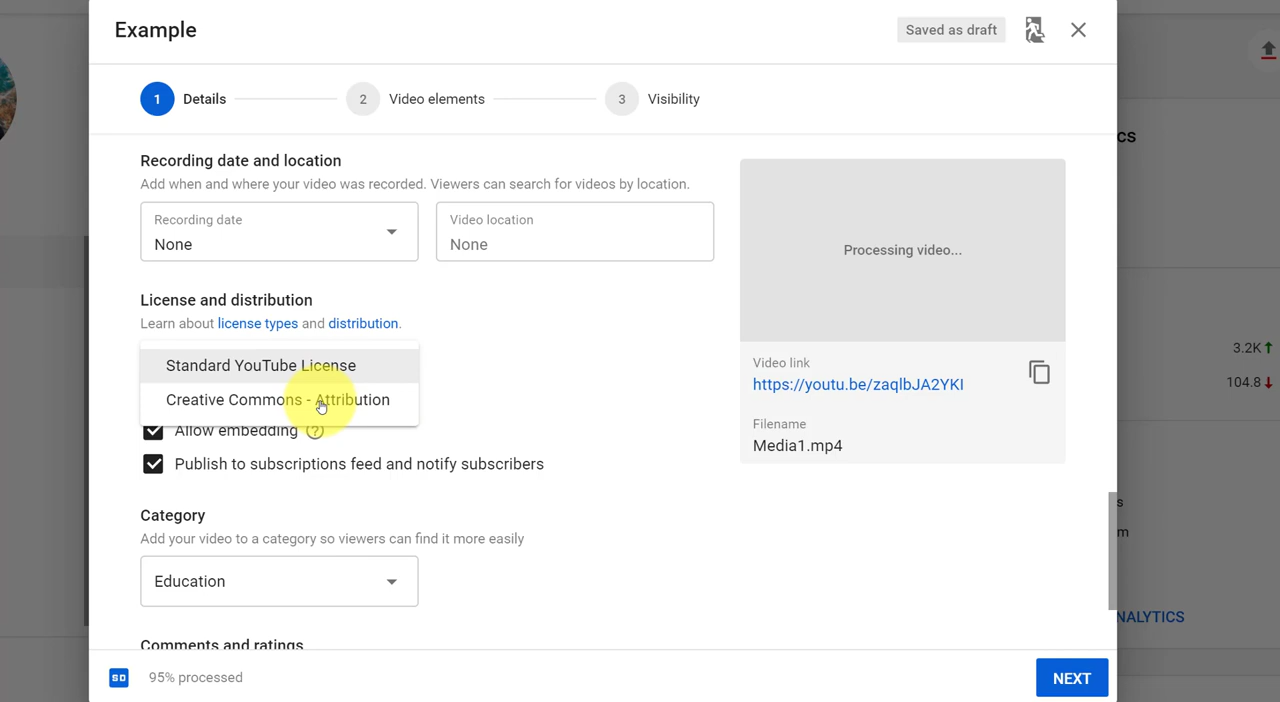 Example
Saved as draft
1 Details
2 Video elements
3 Visibility
Recording date and location
Add when and where your video was recorded. Viewers can search for videos by location.
Recording date
None
Video location
None
License and distribution
Learn about license types and distribution.
Standard YouTube License
Creative Commons - Attribution
Allow embedding ?
Publish to subscriptions feed and notify subscribers
Category
Add your video to a category so viewers can find it more easily
Education
Comments and ratings
Processing video...
Video link
https://youtu.be/zaqlbJA2YKI
Filename
Media1.mp4
SD 95% processed
NEXT
CS
3.2K
104.8
s
m
NALYTICS